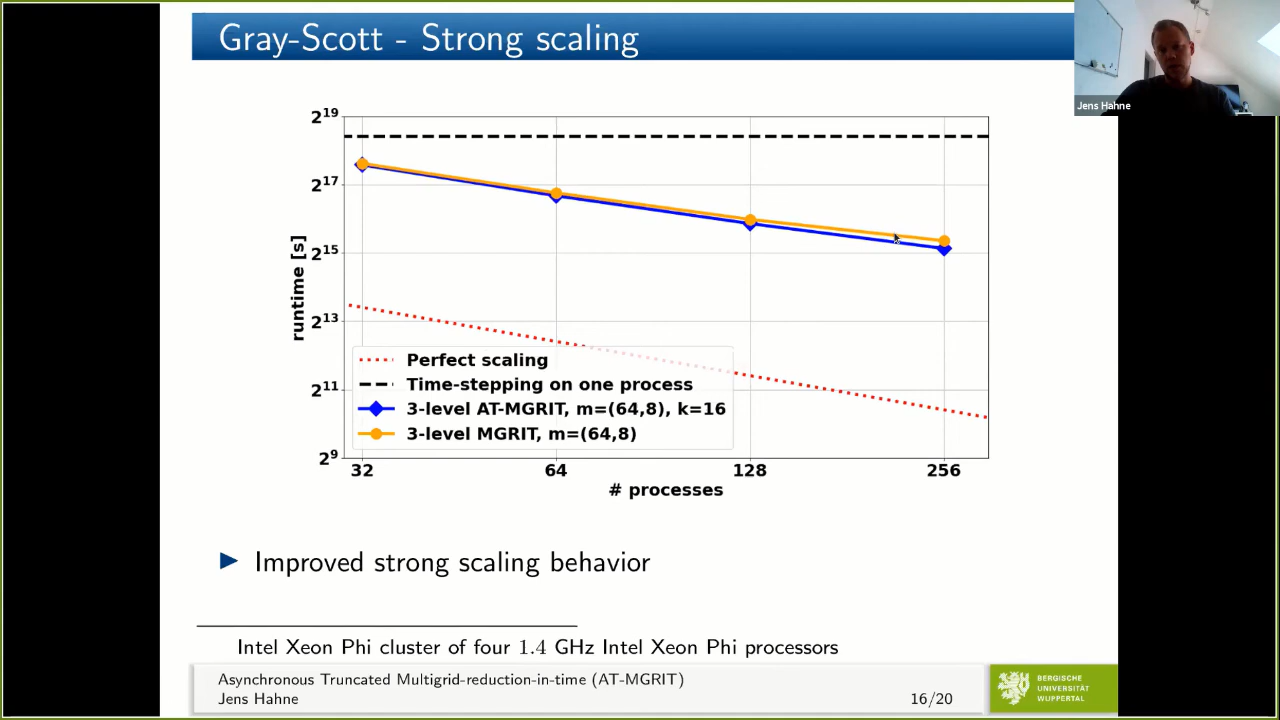 Gray-Scott - Strong scaling
Jens Hahne
2^19
2^17
2^15
2^13
2^11
2^9
runtime [s]
Perfect scaling
Time-stepping on one process
3-level AT-MGRIT, m=(64,8), k=16
3-level MGRIT, m=(64,8)
32 64 128 256
# processes
▶ Improved strong scaling behavior
Intel Xeon Phi cluster of four 1.4 GHz Intel Xeon Phi processors
Asynchronous Truncated Multigrid-reduction-in-time (AT-MGRIT)
Jens Hahne 16/20
BERGISCHE
UNIVERSITÄT
WUPPERTAL